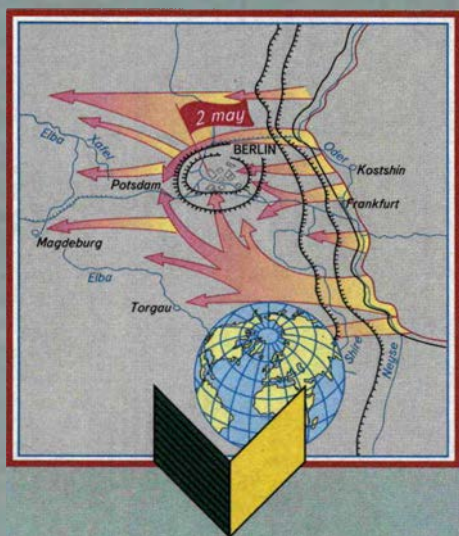 2 may
BERLIN
Elba
Xafel
Oder
Kostshin
Potsdam
Frankfurt
Magdeburg
Elba
Torgau
Shire
Neyse